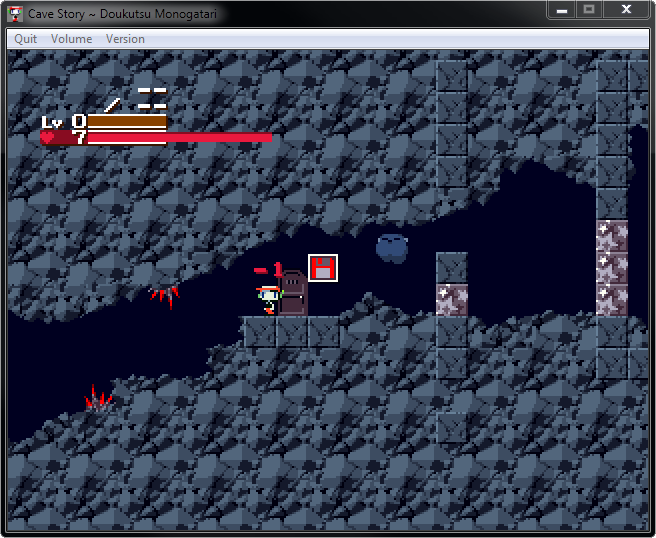 Cave Story ~ Doukutsu Monogatari
Quit Volume Version
--
/ --
Lv 0
7
-1